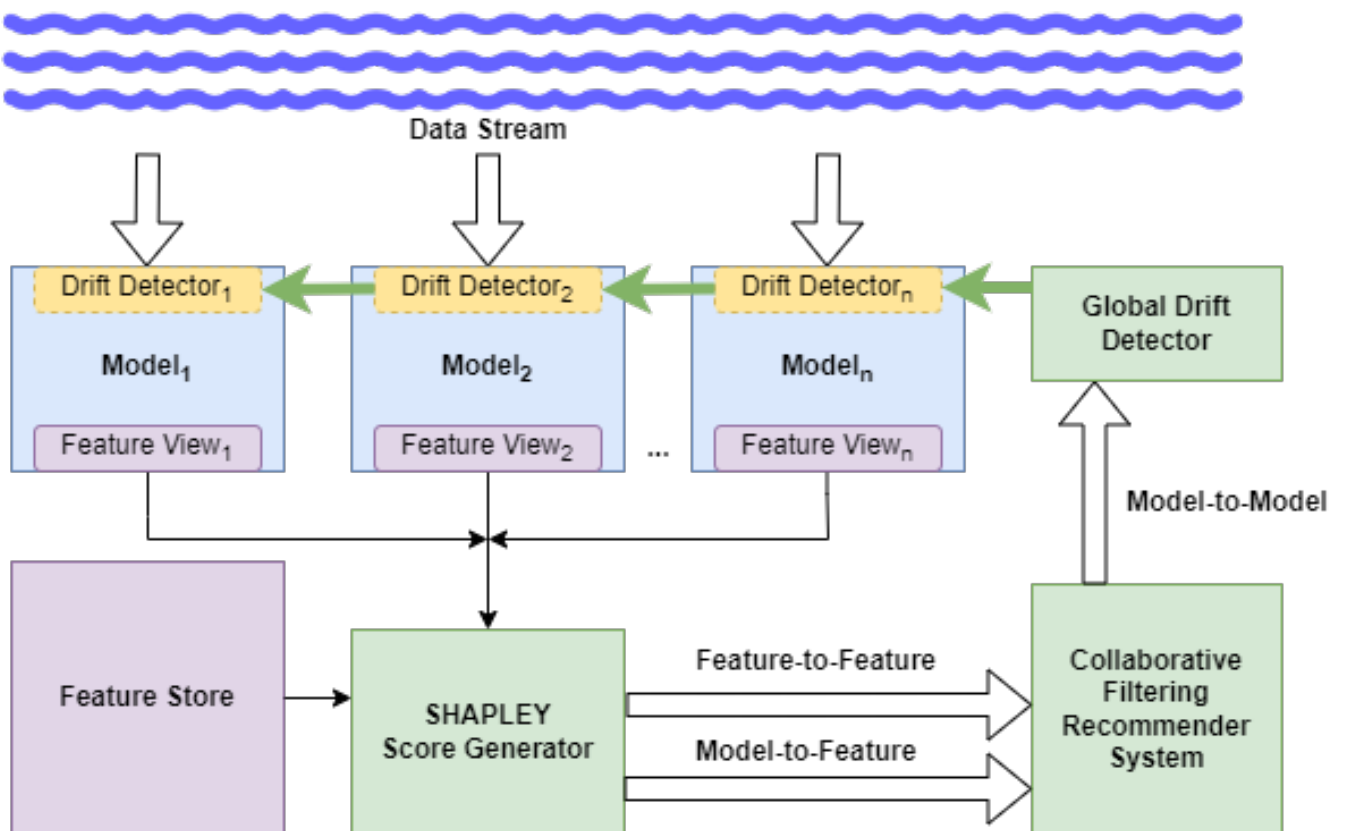 Data Stream
Drift Detector₁
Drift Detector₂
Drift Detectorₙ
Global Drift
Detector
Model₁
Model₂
Modelₙ
Feature View₁
Feature View₂
...
Feature Viewₙ
Model-to-Model
Feature Store
SHAPLEY
Score Generator
Feature-to-Feature
Model-to-Feature
Collaborative
Filtering
Recommender
System